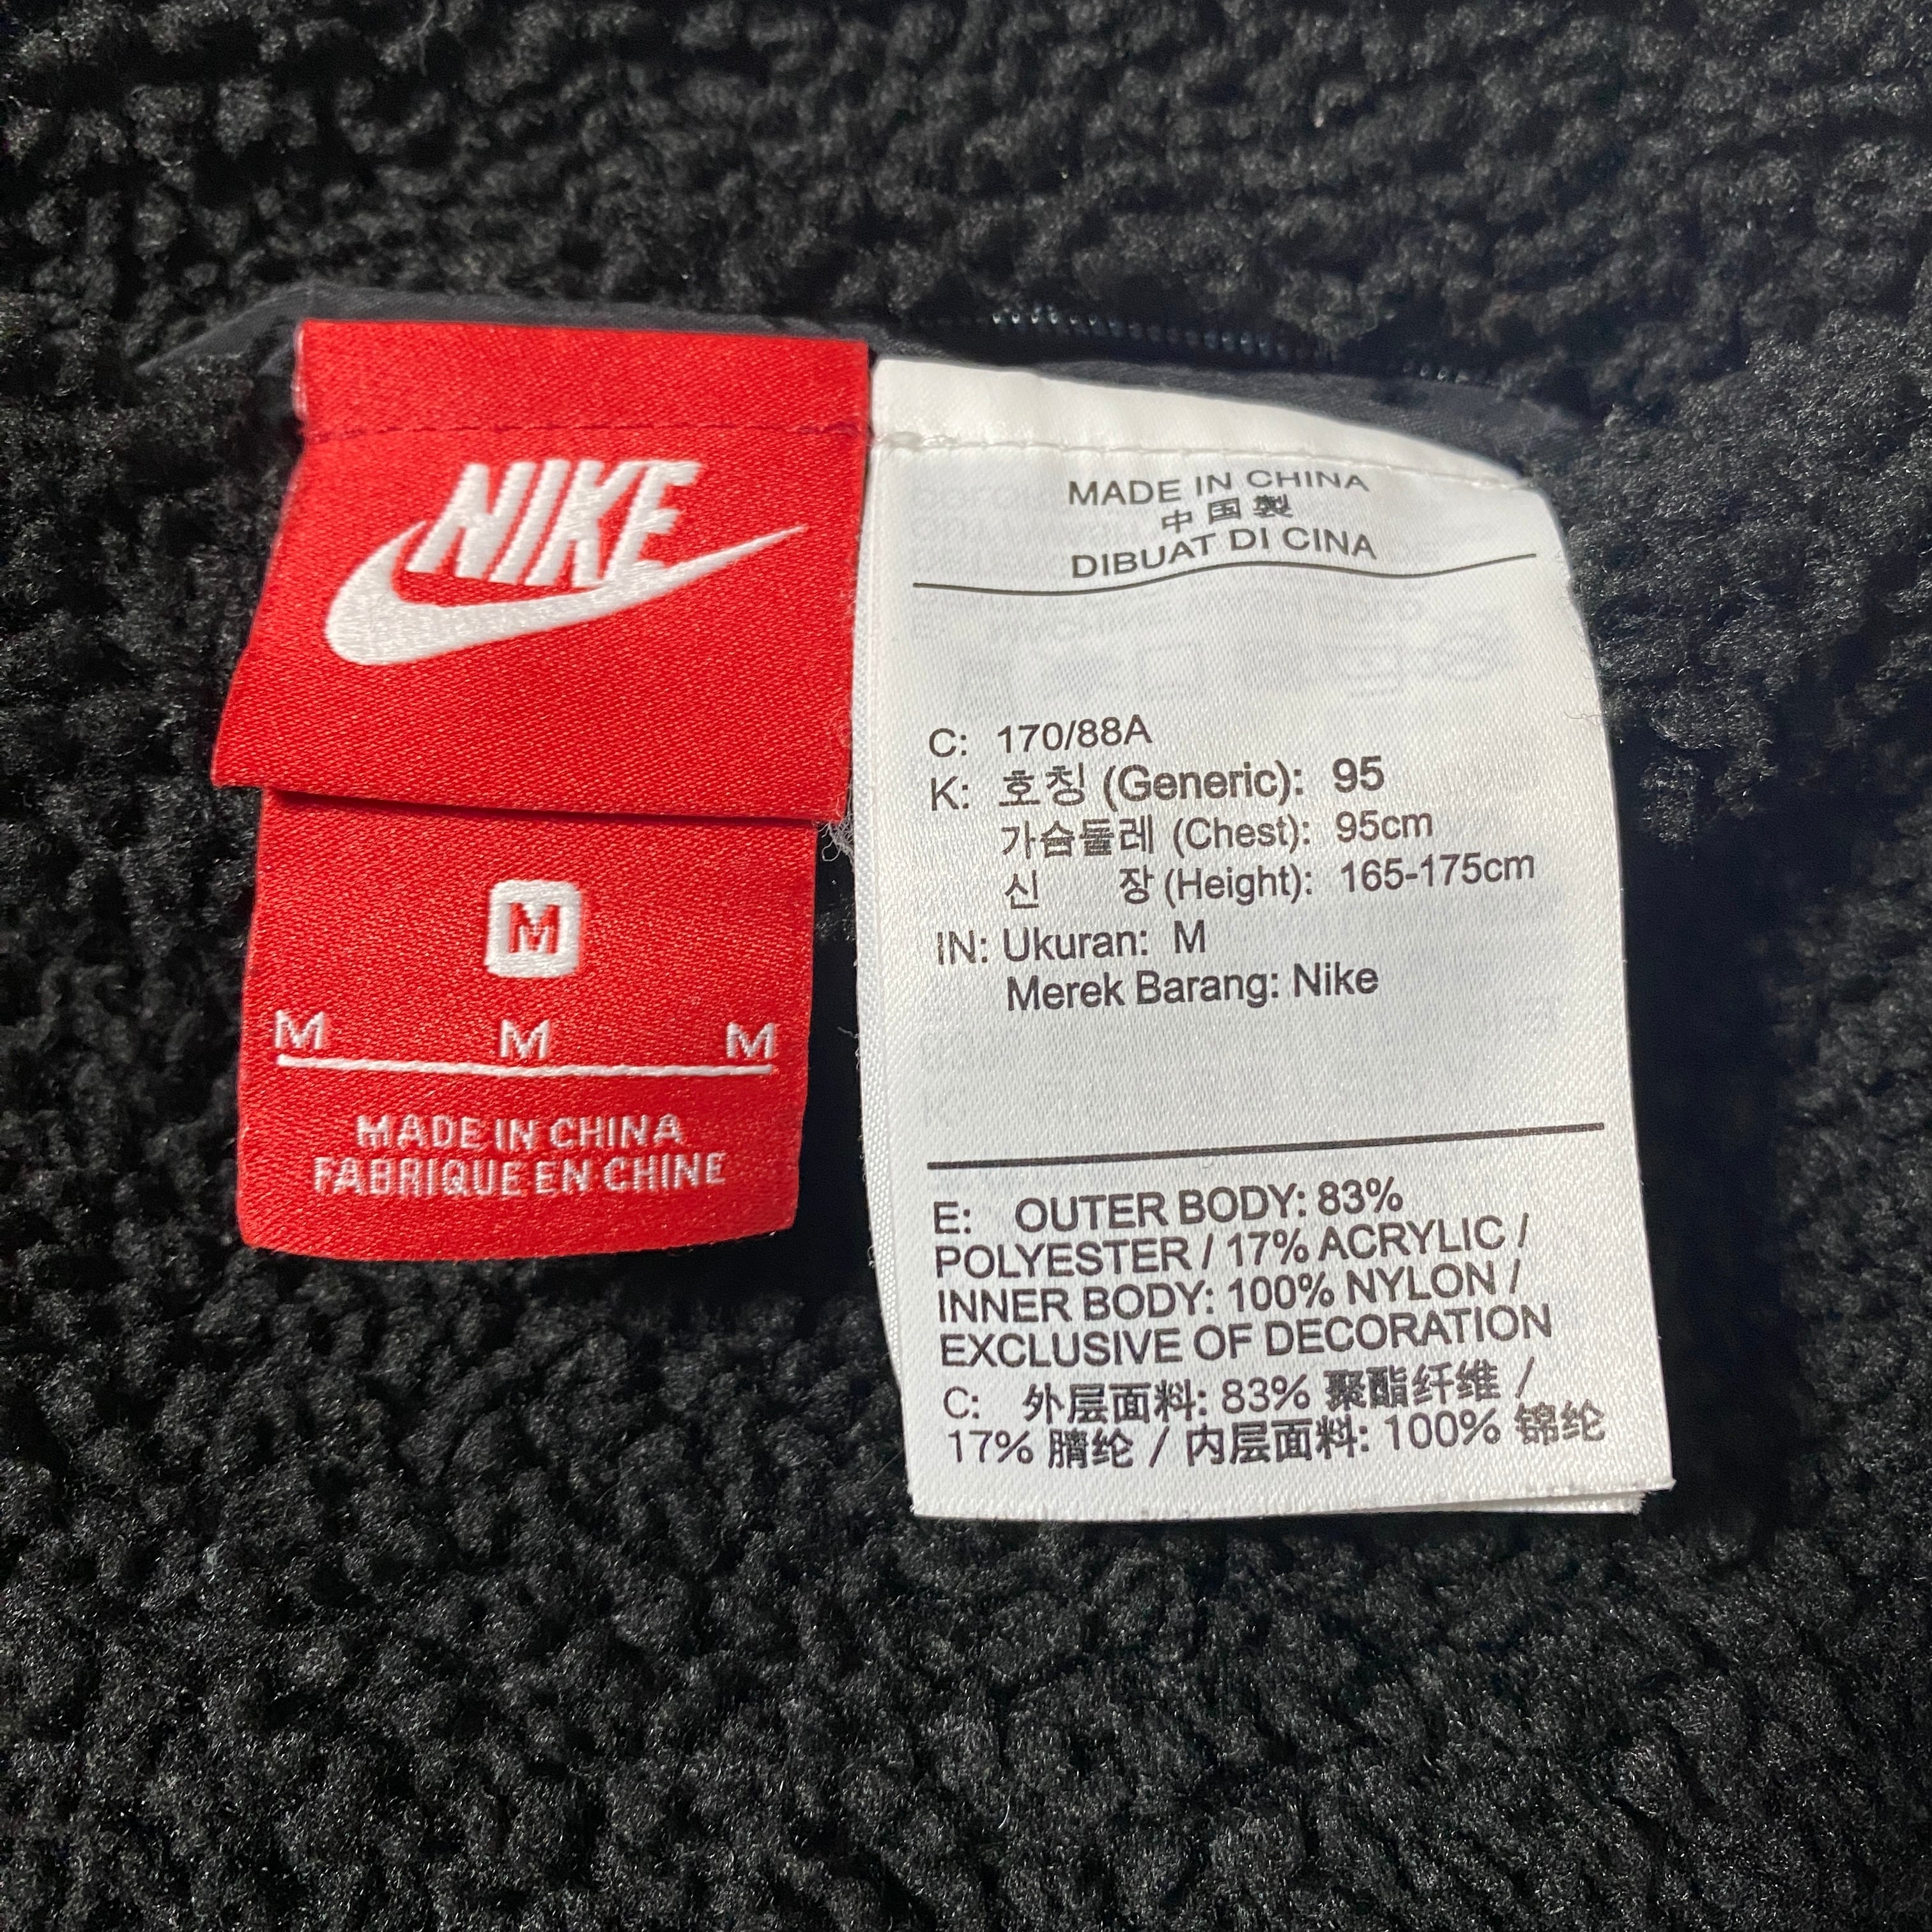 NIKE
M
M M M
MADE IN CHINA
FABRIQUE EN CHINE
MADE IN CHINA
中国製
DIBUAT DI CINA
C: 170/88A
K: 호칭 (Generic): 95
가슴둘레 (Chest): 95cm
신 장 (Height): 165-175cm
IN: Ukuran: M
Merek Barang: Nike
E: OUTER BODY: 83%
POLYESTER / 17% ACRYLIC /
INNER BODY: 100% NYLON /
EXCLUSIVE OF DECORATION
C: 外层面料: 83% 聚酯纤维 /
17% 腈纶 / 内层面料: 100% 锦纶